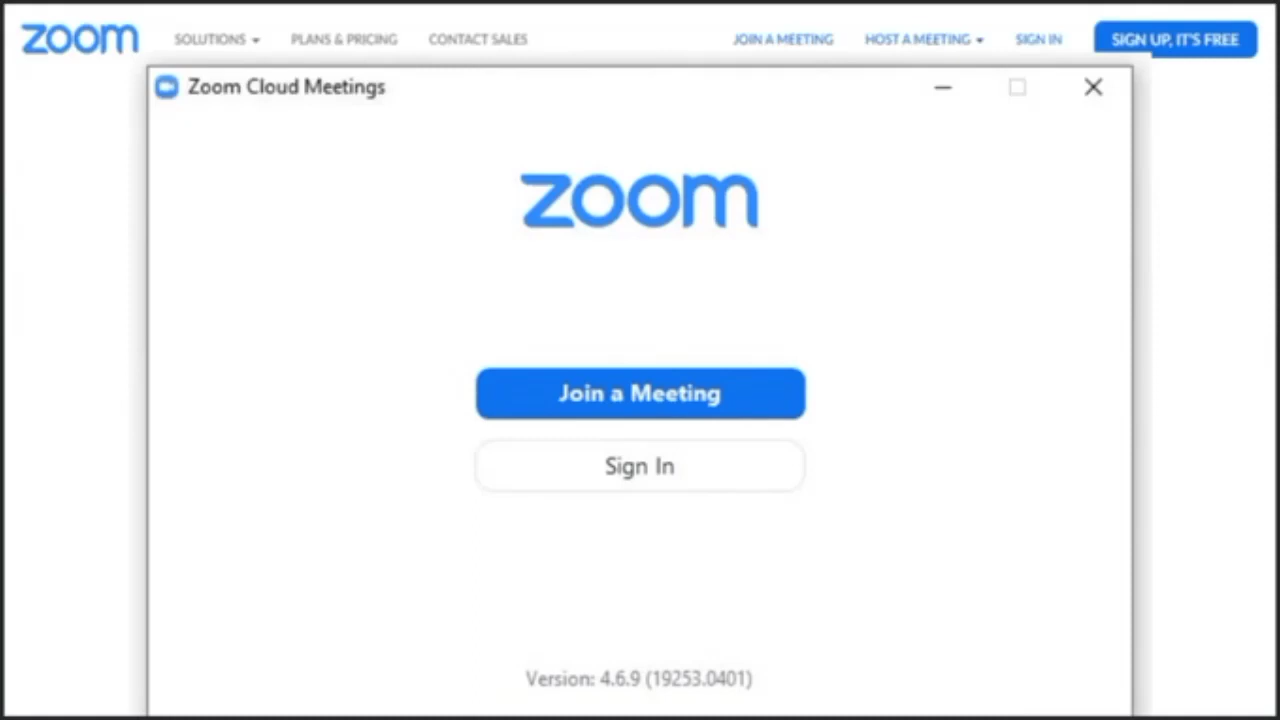 zoom SOLUTIONS PLANS & PRICING CONTACT SALES JOIN A MEETING HOST A MEETING SIGN IN SIGN UP, IT'S FREE
Zoom Cloud Meetings
zoom
Join a Meeting
Sign In
Version: 4.6.9 (19253.0401)